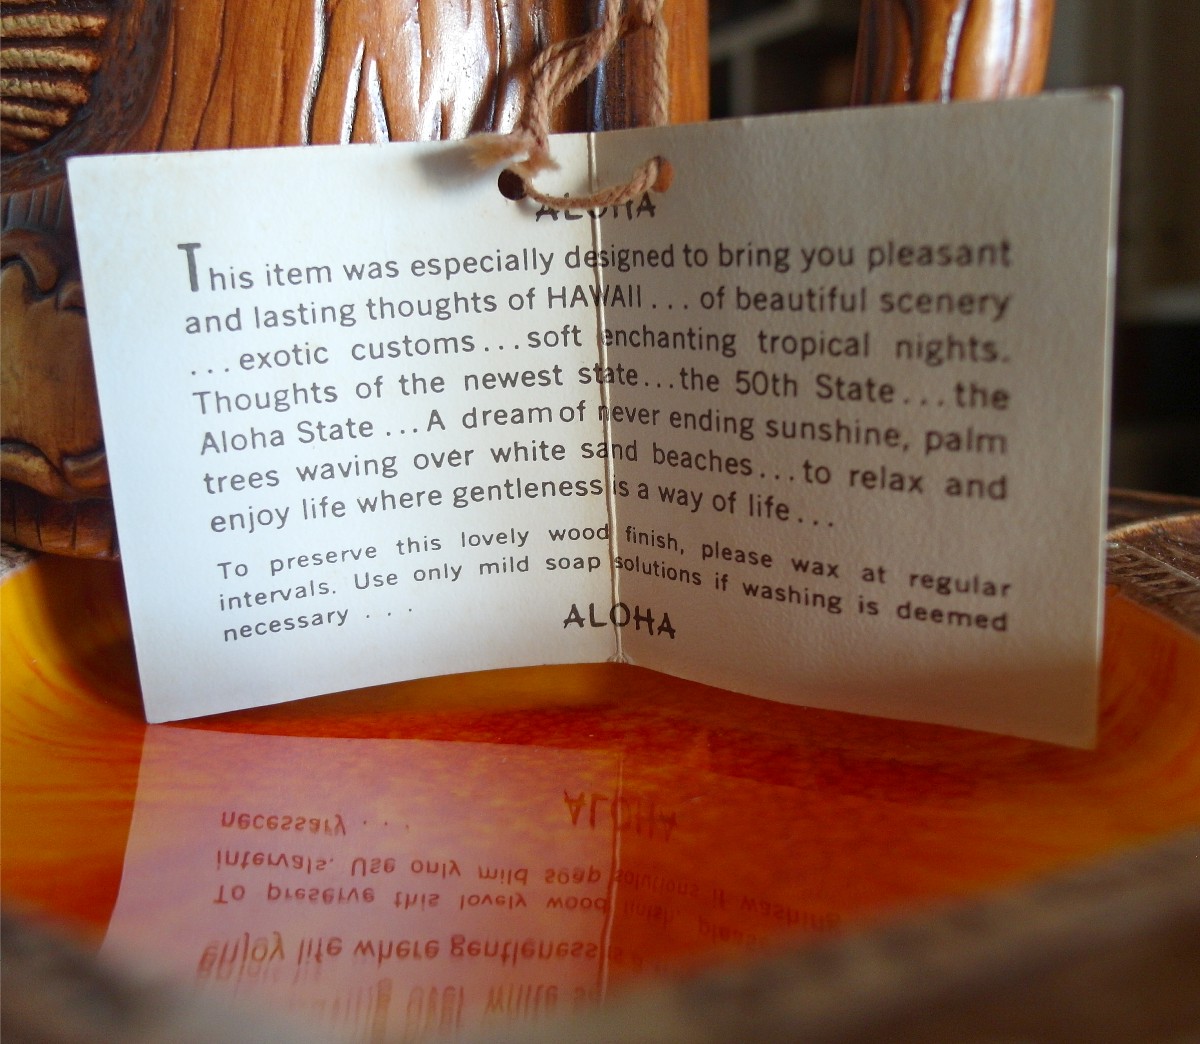 ALOHA
This item was especially designed to bring you pleasant
and lasting thoughts of HAWAII . . . of beautiful scenery
. . . exotic customs . . . soft enchanting tropical nights.
Thoughts of the newest state . . . the 50th State . . . the
Aloha State . . . A dream of never ending sunshine, palm
trees waving over white sand beaches . . . to relax and
enjoy life where gentleness is a way of life . . .
To preserve this lovely wood finish, please wax at regular
intervals. Use only mild soap solutions if washing is deemed
necessary . . .
ALOHA